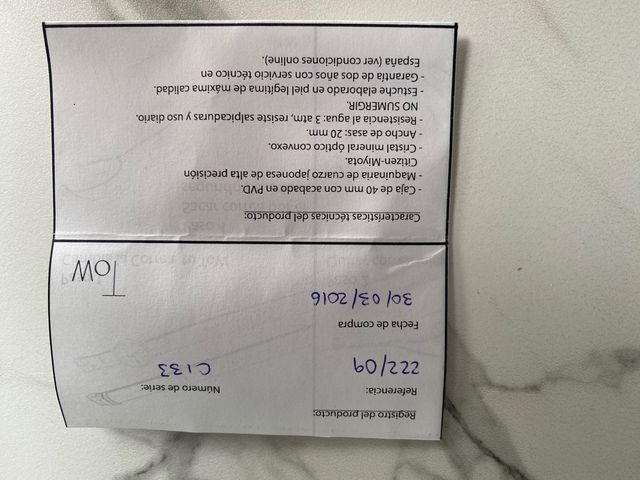 Registro del producto:
Referencia:
Número de serie:
222/09
C133
Fecha de compra
30/03/2016
TOW
Características técnicas del producto:
- Caja de 40 mm con acabado en PVD.
- Maquinaria de cuarzo japonesa de alta precisión
Citizen-Miyota.
- Cristal mineral óptico convexo.
- Ancho de asas: 20 mm.
- Resistencia al agua: 3 atm, resiste salpicaduras y uso diario.
NO SUMERGIR.
- Estuche elaborado en piel legítima de máxima calidad.
- Garantía de dos años con servicio técnico en
España (ver condiciones online).